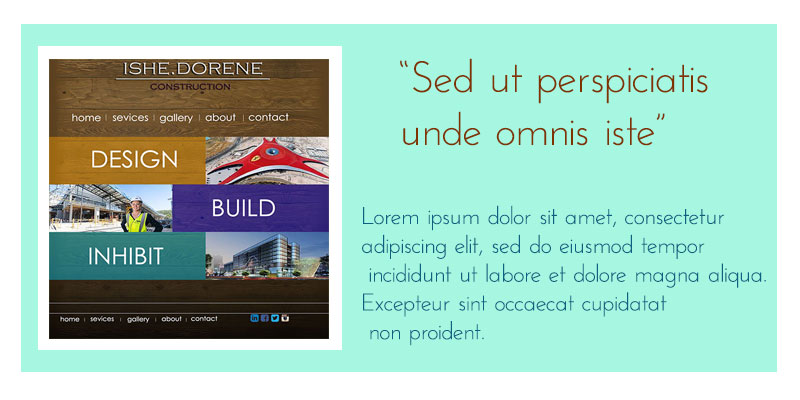 ISHE.DORENE
CONSTRUCTION
home sevices gallery about contact
DESIGN
BUILD
INHIBIT
home sevices gallery about contact
“Sed ut perspiciatis
unde omnis iste”
Lorem ipsum dolor sit amet, consectetur
adipiscing elit, sed do eiusmod tempor
incididunt ut labore et dolore magna aliqua.
Excepteur sint occaecat cupidatat
non proident.